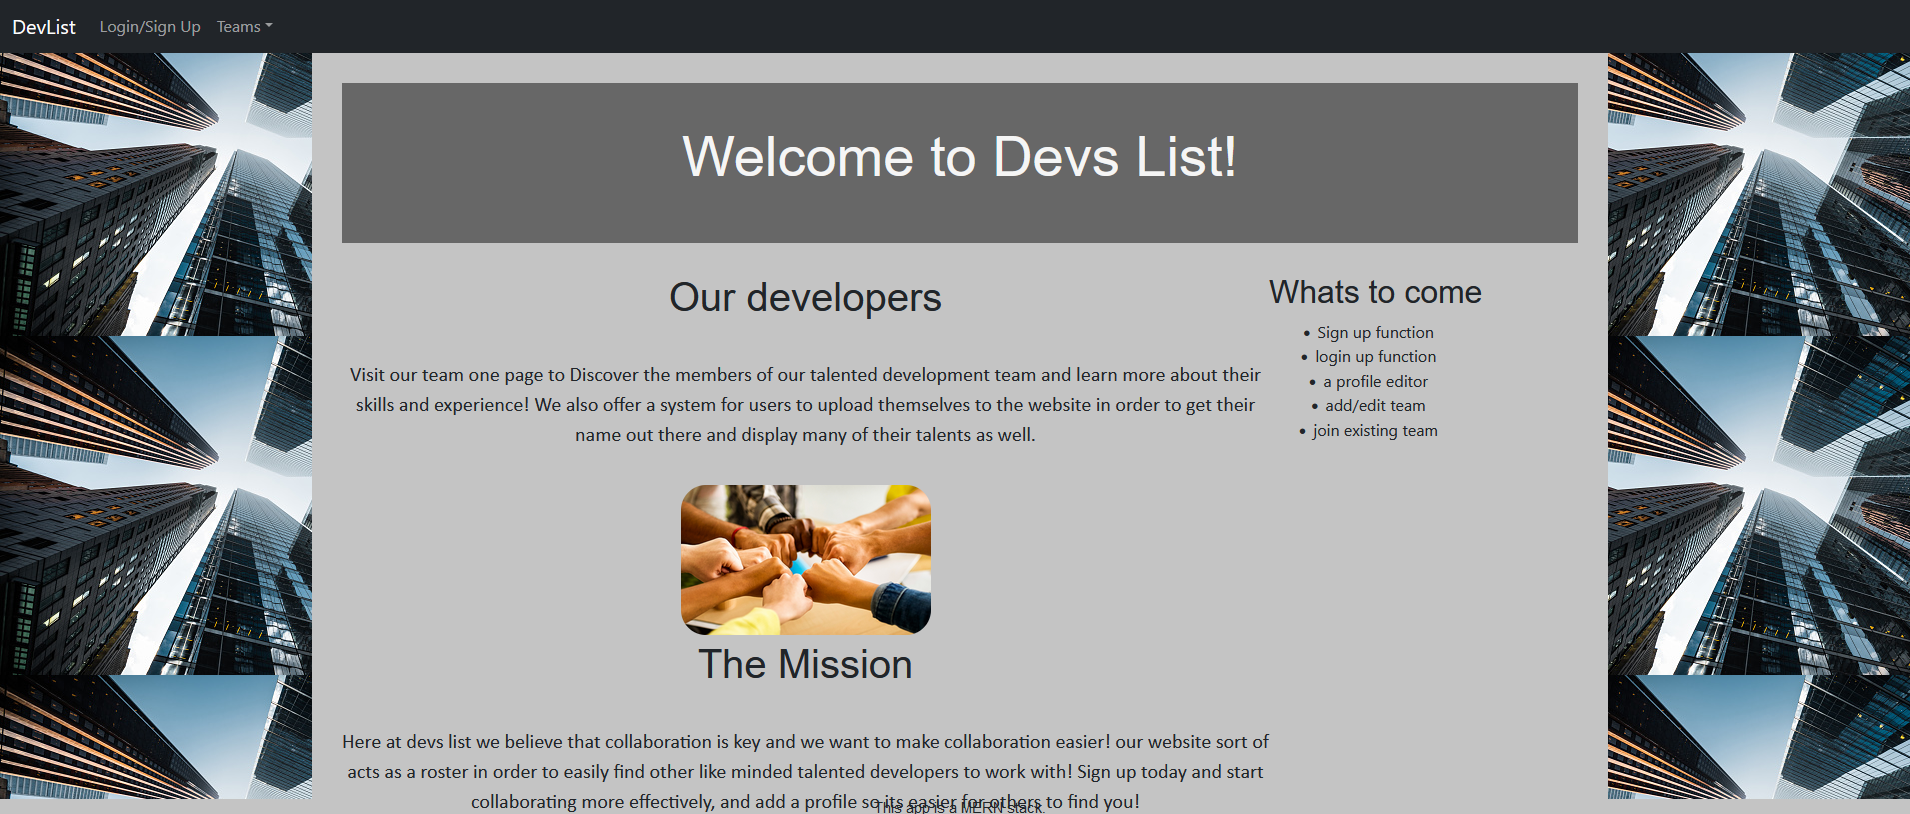 DevList Login/Sign Up Teams
Welcome to Devs List!
Our developers
Visit our team one page to Discover the members of our talented development team and learn more about their
skills and experience! We also offer a system for users to upload themselves to the website in order to get their
name out there and display many of their talents as well.
The Mission
Here at devs list we believe that collaboration is key and we want to make collaboration easier! our website sort of
acts as a roster in order to easily find other like minded talented developers to work with! Sign up today and start
collaborating more effectively, and add a profile so its easier for others to find you!
Whats to come
• Sign up function
• login up function
• a profile editor
• add/edit team
• join existing team
This app is a MERN stack.